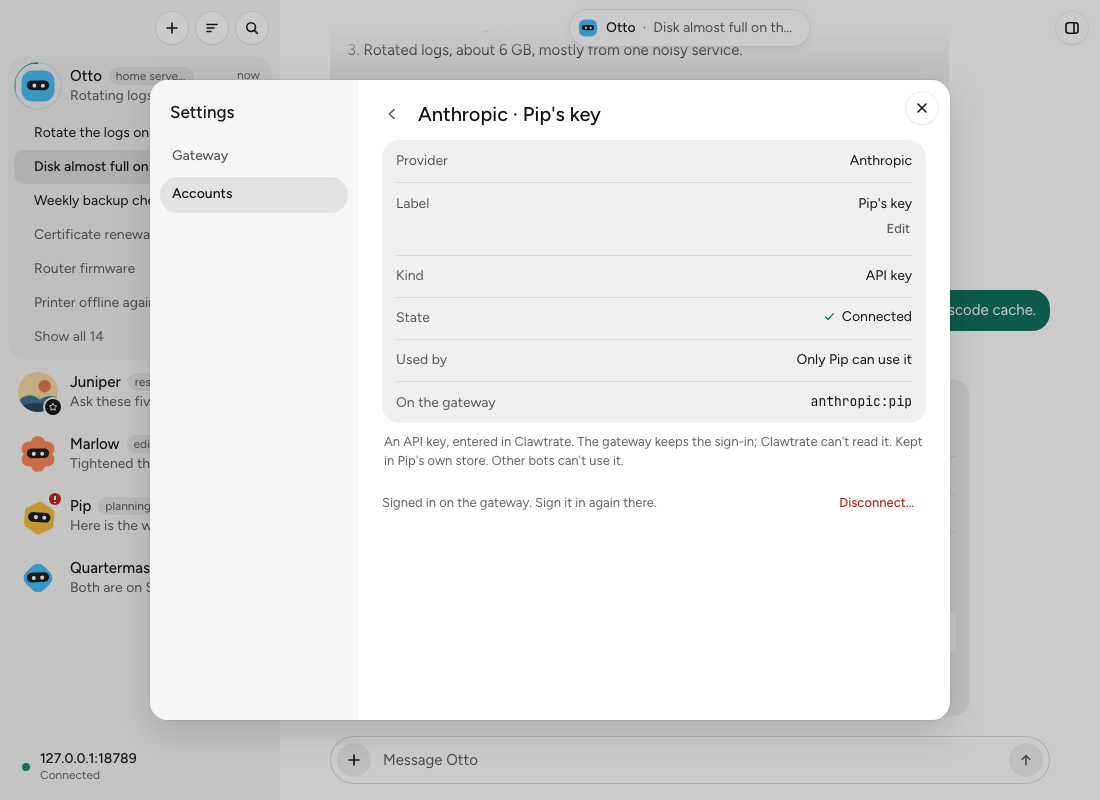 Otto · Disk almost full on th...
3. Rotated logs, about 6 GB, mostly from one noisy service.
Otto home serve... now
Rotating logs
Rotate the logs on
Disk almost full on
Weekly backup che
Certificate renewa
Router firmware
Printer offline agai
Show all 14
Juniper res
Ask these fiv
Marlow edi
Tightened th
Pip planning
Here is the w
Quartermas
Both are on S
127.0.0.1:18789
Connected
Settings
Gateway
Accounts
Anthropic · Pip's key
Provider Anthropic
Label Pip's key
Edit
Kind API key
State Connected
Used by Only Pip can use it
On the gateway anthropic:pip
An API key, entered in Clawtrate. The gateway keeps the sign-in; Clawtrate can't read it. Kept
in Pip's own store. Other bots can't use it.
Signed in on the gateway. Sign it in again there. Disconnect...
scode cache.
Message Otto